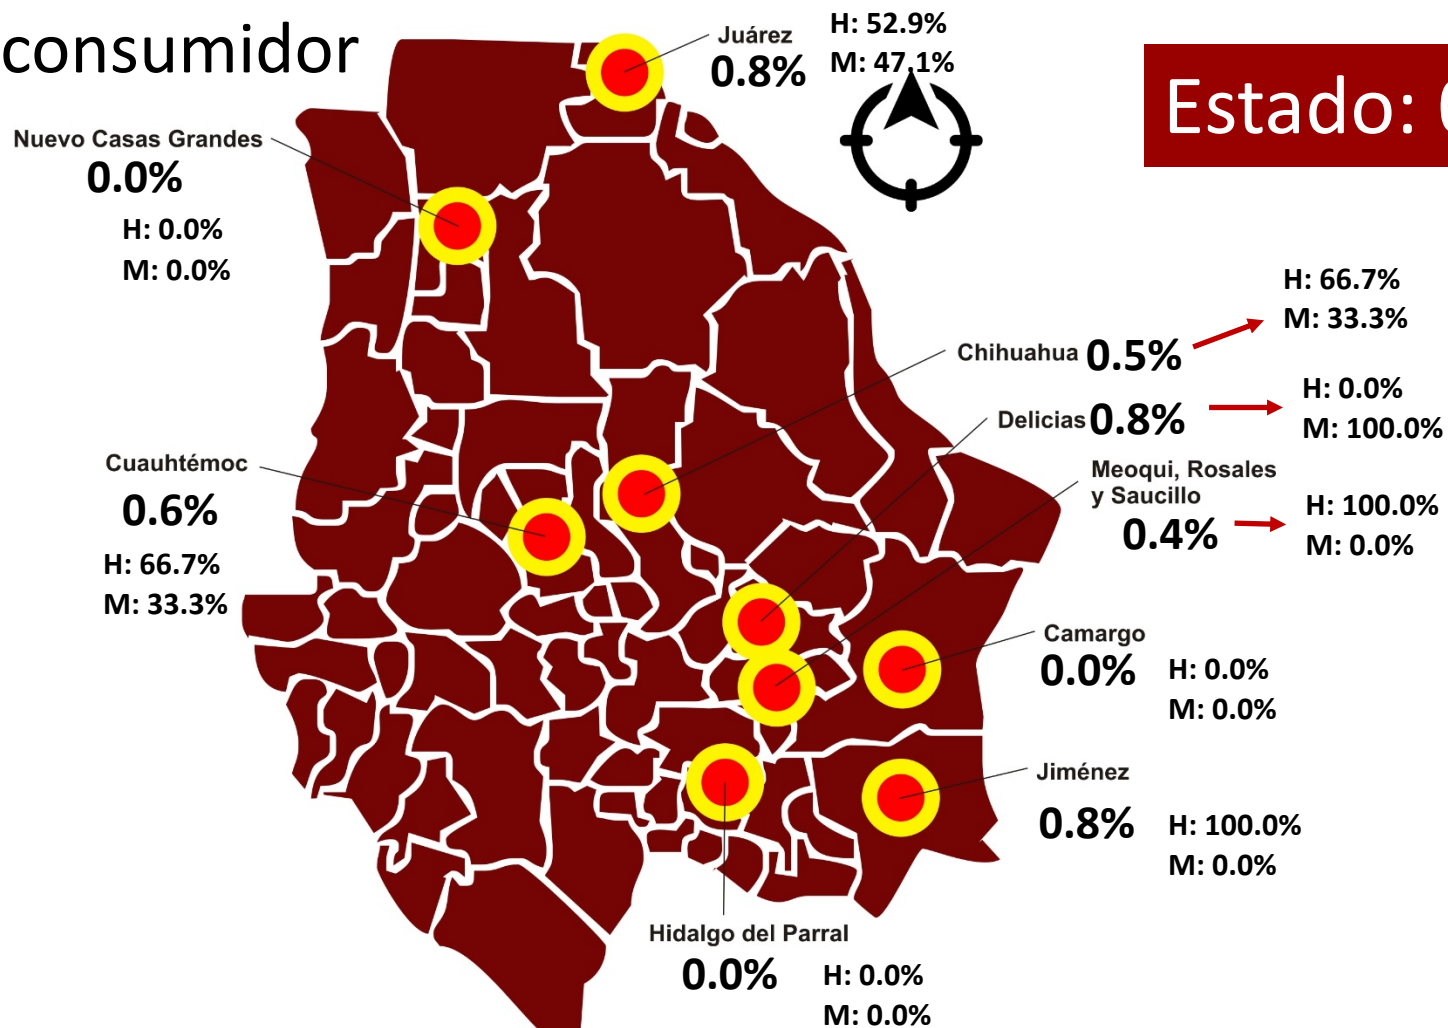 consumidor
Juárez
0.8%
H: 52.9%
M: 47.1%
Estado:
Nuevo Casas Grandes
0.0%
H: 0.0%
M: 0.0%
Chihuahua 0.5%
H: 66.7%
M: 33.3%
Delicias 0.8%
H: 0.0%
M: 100.0%
Meoqui, Rosales
y Saucillo
0.4%
H: 100.0%
M: 0.0%
Cuauhtémoc
0.6%
H: 66.7%
M: 33.3%
Camargo
0.0%
H: 0.0%
M: 0.0%
Jiménez
0.8%
H: 100.0%
M: 0.0%
Hidalgo del Parral
0.0%
H: 0.0%
M: 0.0%